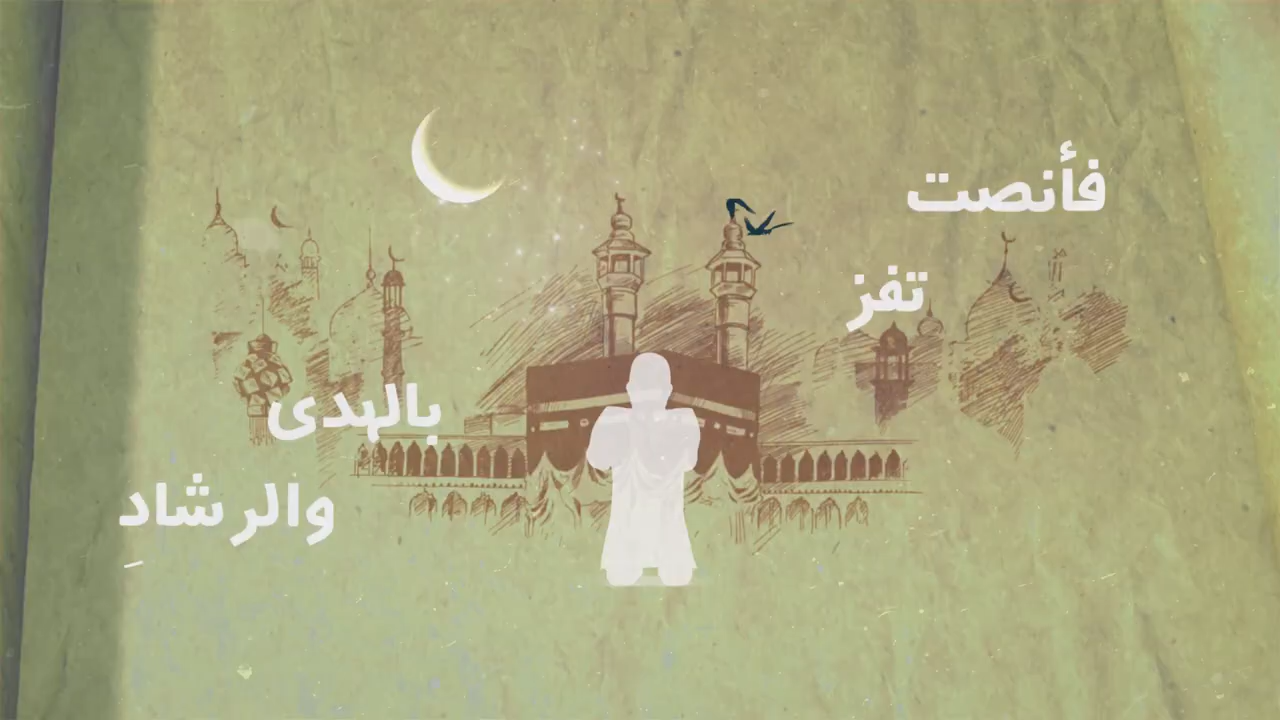 فأنصت
تفز
بالهدى
والرشادِ